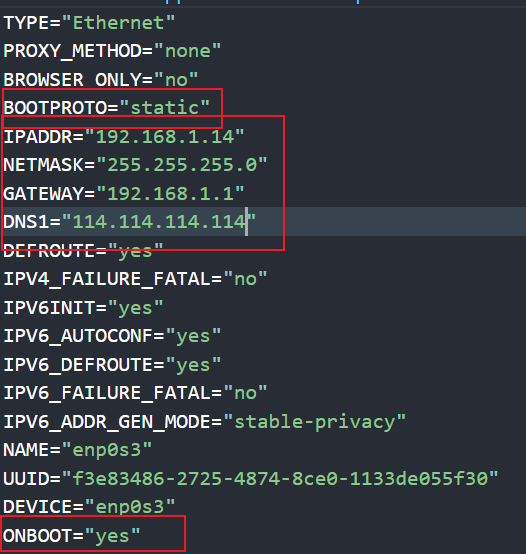 TYPE="Ethernet"
PROXY_METHOD="none"
BROWSER_ONLY="no"
BOOTPROTO="static"
IPADDR="192.168.1.14"
NETMASK="255.255.255.0"
GATEWAY="192.168.1.1"
DNS1="114.114.114.114"
DEFROUTE="yes"
IPV4_FAILURE_FATAL="no"
IPV6INIT="yes"
IPV6_AUTOCONF="yes"
IPV6_DEFROUTE="yes"
IPV6_FAILURE_FATAL="no"
IPV6_ADDR_GEN_MODE="stable-privacy"
NAME="enp0s3"
UUID="f3e83486-2725-4874-8ce0-1133de055f30"
DEVICE="enp0s3"
ONBOOT="yes"